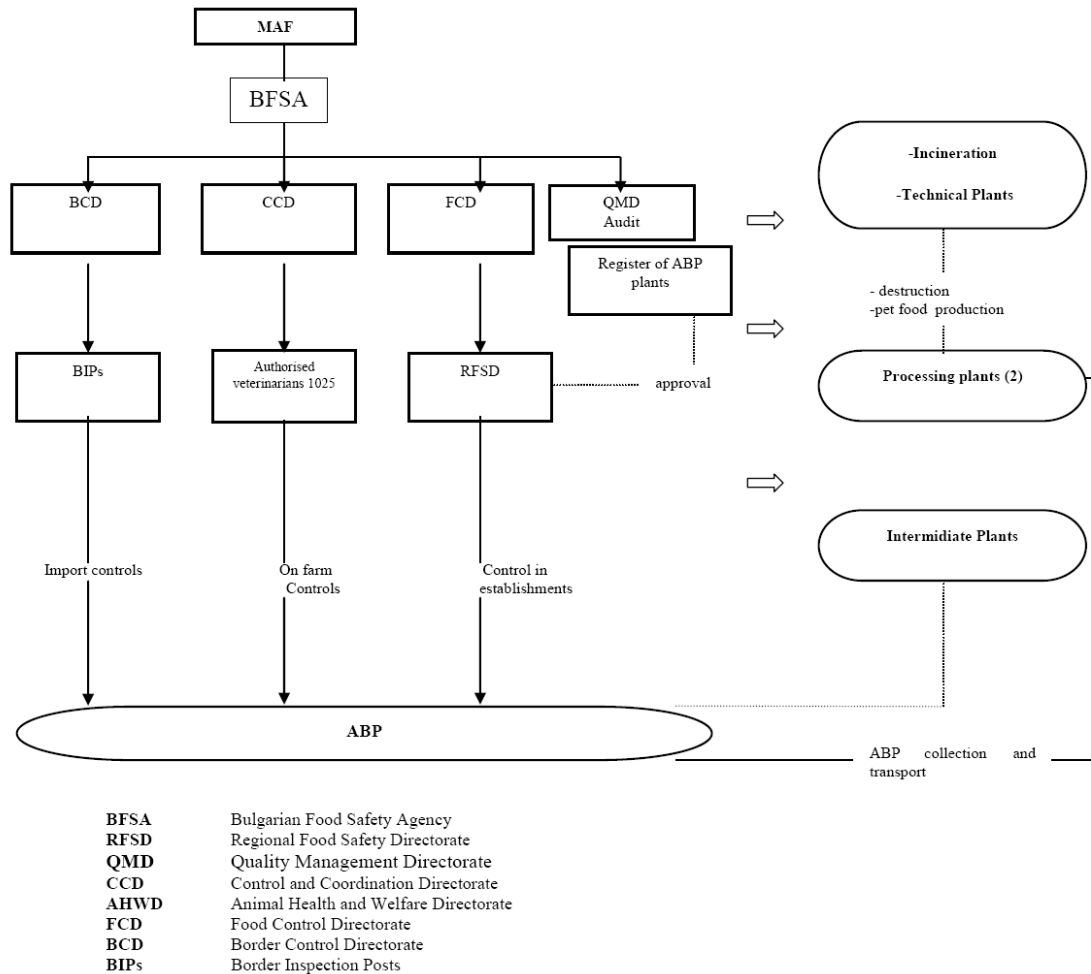 MAF
BFSA
BCD
CCD
FCD
QMD
Audit
Register of ABP
plants
-Incineration
-Technical Plants
- destruction
-pet food production
BIPs
Authorised
veterinarians 1025
RFSD
approval
Processing plants (2)
Intermidiate Plants
Import controls
On farm
Controls
Control in
establishments
ABP
ABP collection and
transport
BFSA Bulgarian Food Safety Agency
RFSD Regional Food Safety Directorate
QMD Quality Management Directorate
CCD Control and Coordination Directorate
AHWD Animal Health and Welfare Directorate
FCD Food Control Directorate
BCD Border Control Directorate
BIPs Border Inspection Posts